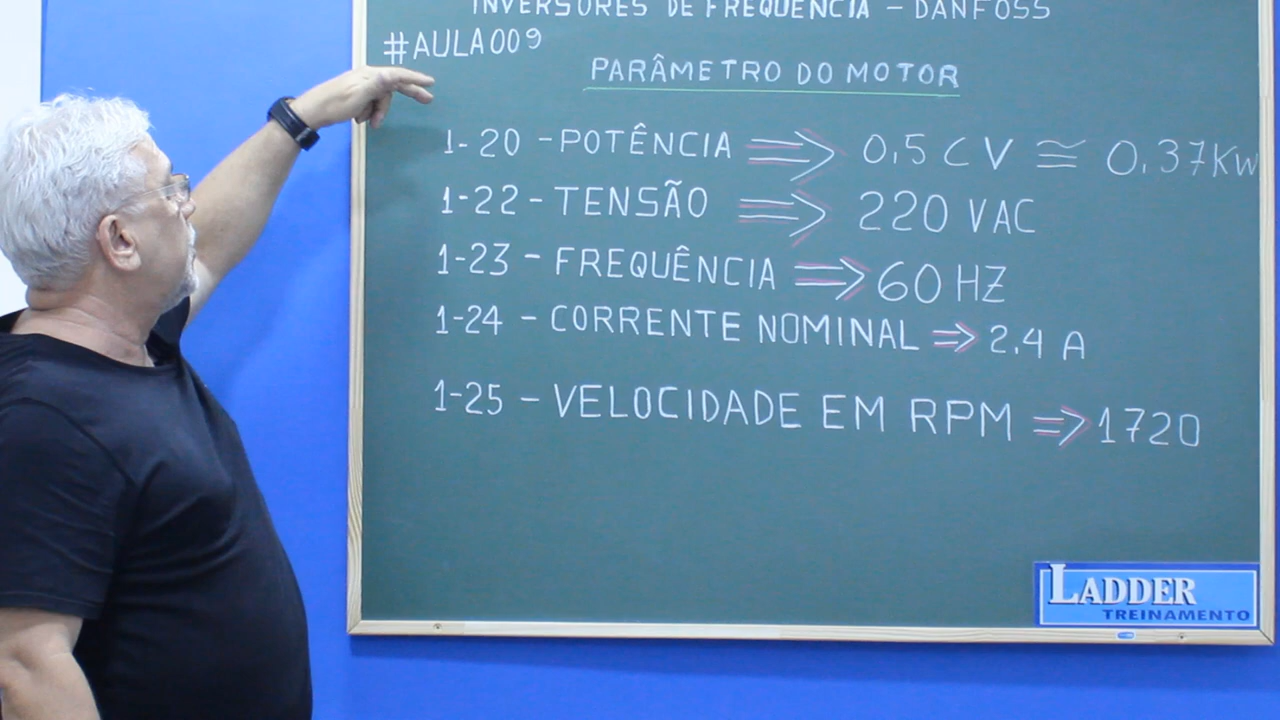 INVERSORES DE FREQUÊNCIA - DANFOSS
#AULA009
PARÂMETRO DO MOTOR
1-20 - POTÊNCIA ⇒ 0,5 CV ≅ 0,37KW
1-22 - TENSÃO ⇒ 220 VAC
1-23 - FREQUÊNCIA ⇒ 60 HZ
1-24 - CORRENTE NOMINAL ⇒ 2,4 A
1-25 - VELOCIDADE EM RPM ⇒ 1720
LADDER
TREINAMENTO